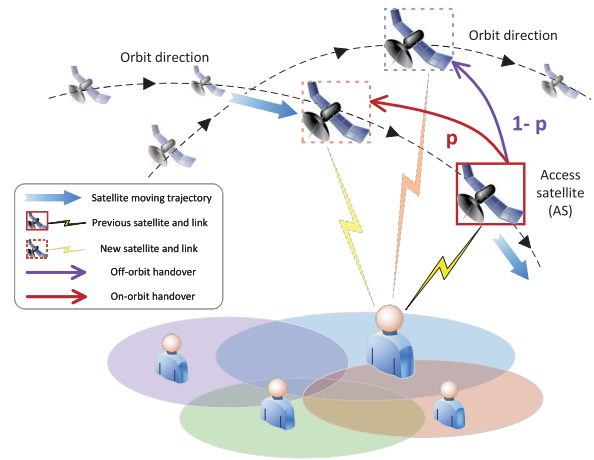 Orbit direction
Orbit direction
1- p
p
Access
satellite
(AS)
Satellite moving trajectory
Previous satellite and link
New satellite and link
Off-orbit handover
On-orbit handover